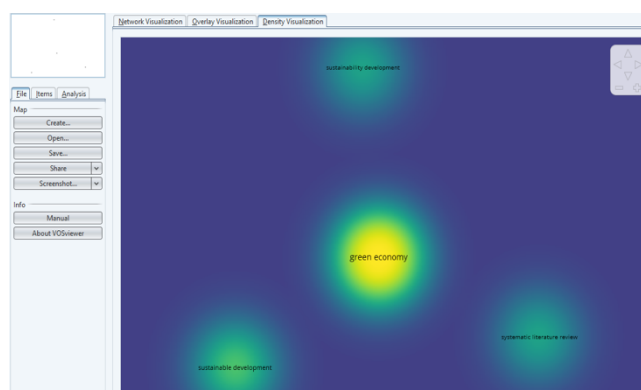 Network Visualization Overlay Visualization Density Visualization
sustainability development
File Items Analysis
Map
Create...
Open...
Save...
Share
Screenshot...
Info
Manual
About VOSviewer
green economy
systematic literature review
sustainable development